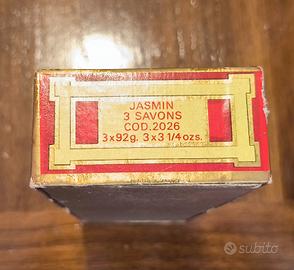 JASMIN
3 SAVONS
COD.2026
3x92g. 3x3 1/4ozs.
subito